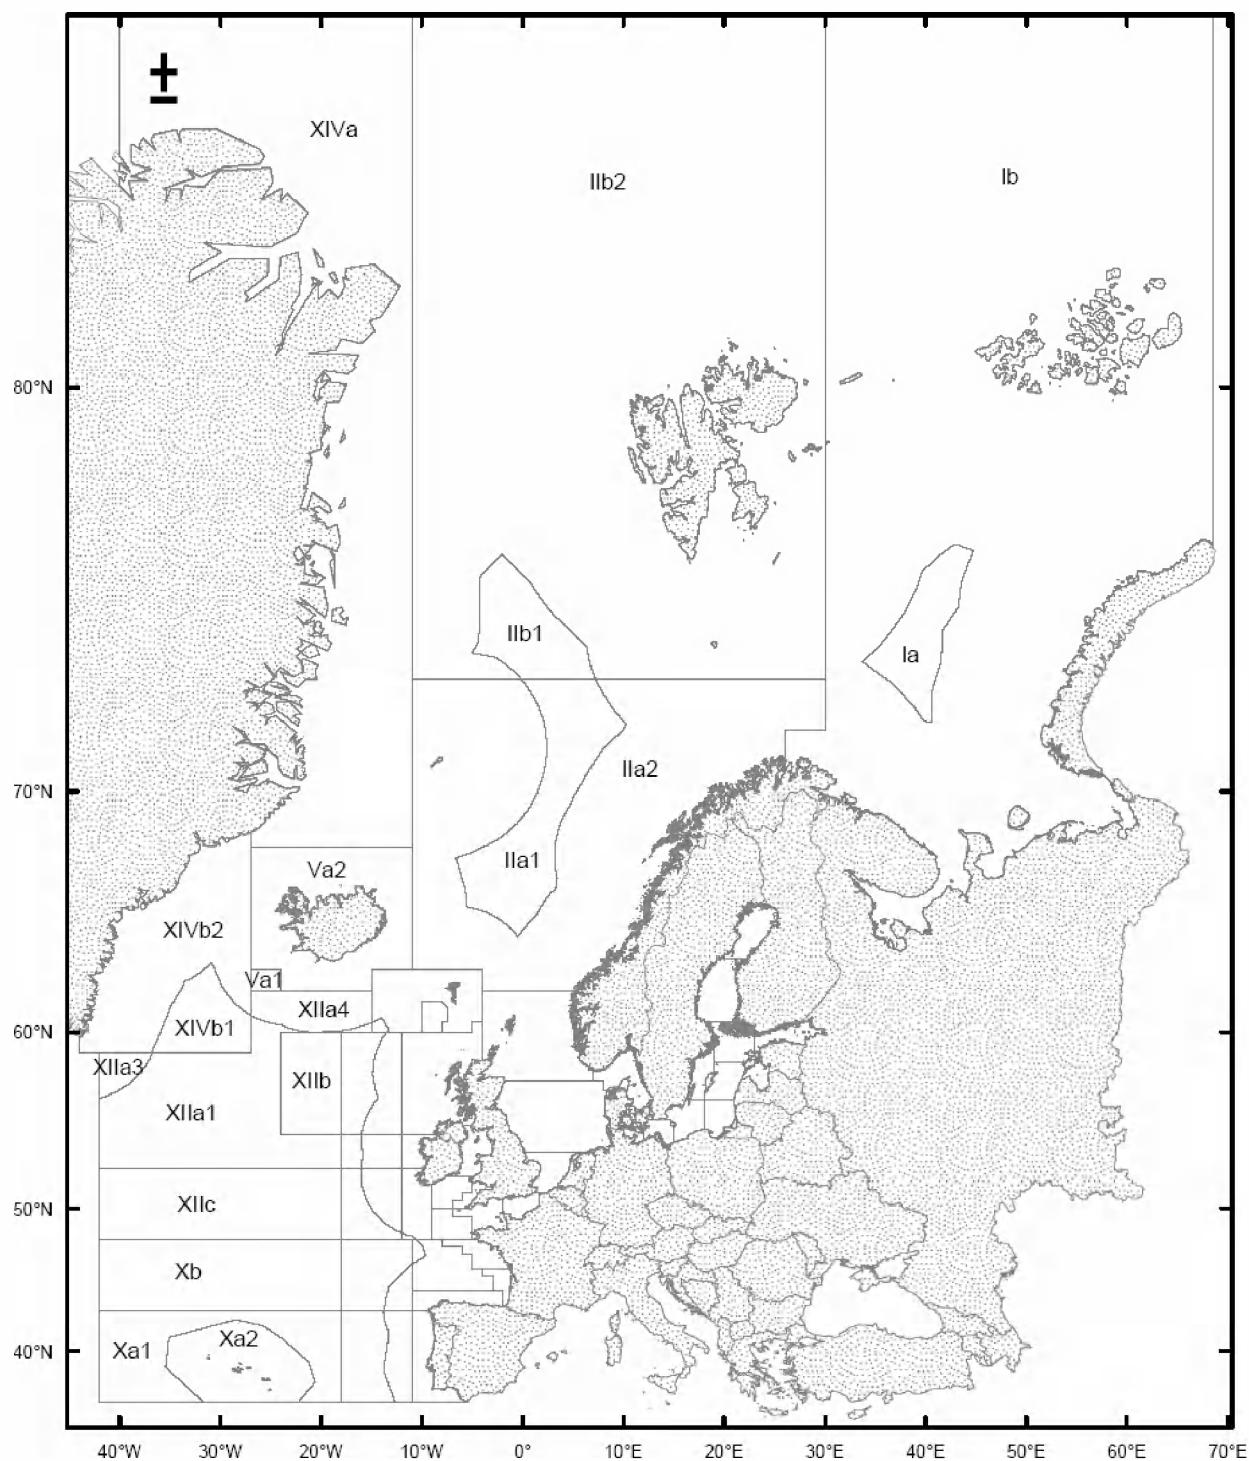 ±
XIVa
IIb2
Ib
80°N
IIb1
Ia
70°N
IIa2
IIa1
Va2
XIVb2
Va1
XIIa4
60°N
XIVb1
XIIa3
XIIb
XIIa1
50°N
XIIc
Xb
Xa2
Xa1
40°N
40°W 30°W 20°W 10°W 0° 10°E 20°E 30°E 40°E 50°E 60°E 70°E